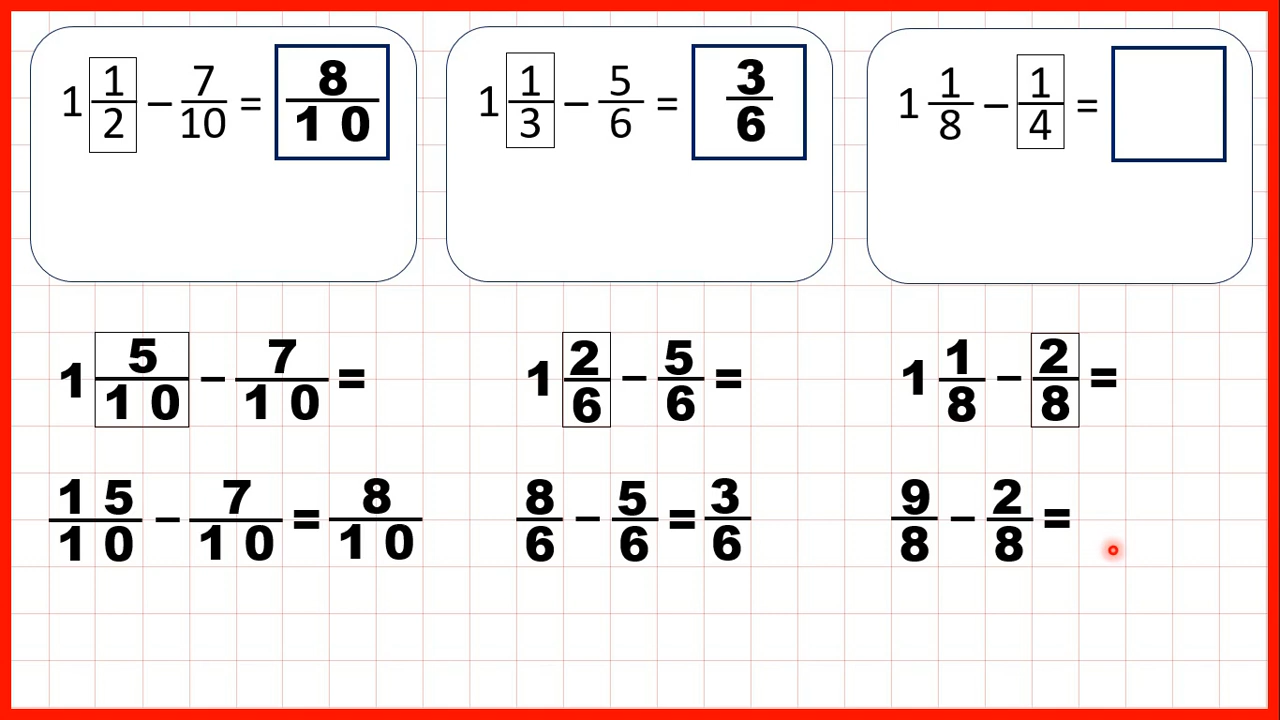 1 1/2 – 7/10 = 8/10
1 1/3 – 5/6 = 3/6
1 1/8 – 1/4 =
1 5/10 – 7/10 =
1 2/6 – 5/6 =
1 1/8 – 2/8 =
15/10 – 7/10 = 8/10
8/6 – 5/6 = 3/6
9/8 – 2/8 =